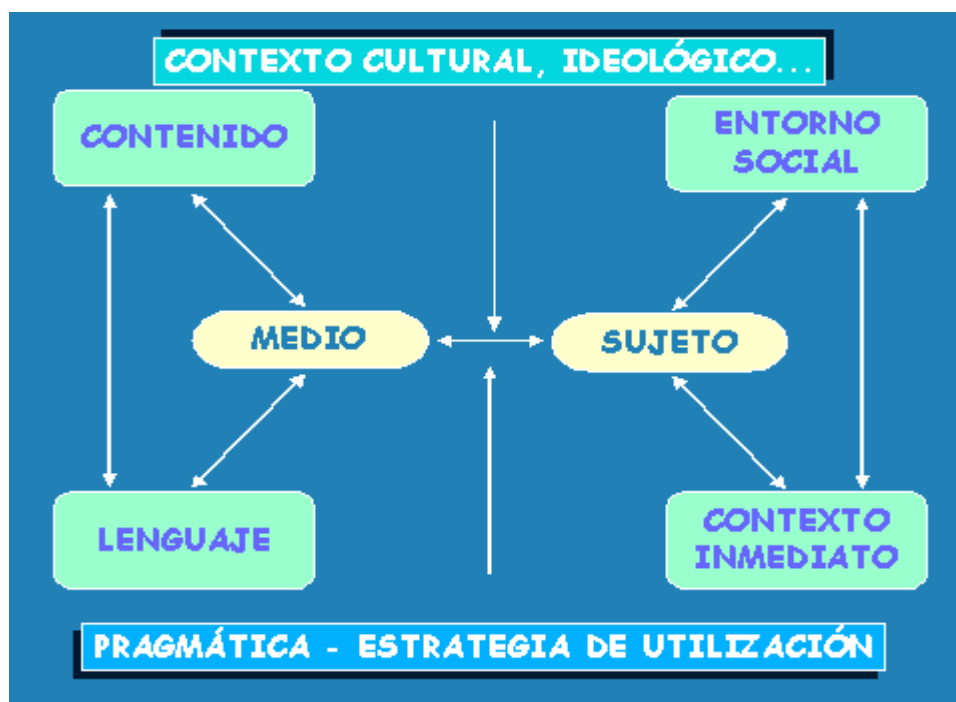 CONTEXTO CULTURAL, IDEOLÓGICO...
CONTENIDO
ENTORNO
SOCIAL
MEDIO
SUJETO
LENGUAJE
CONTEXTO
INMEDIATO
PRAGMÁTICA - ESTRATEGIA DE UTILIZACIÓN